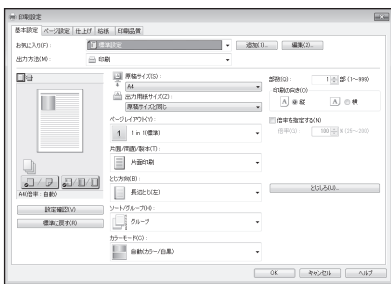 印刷設定
基本設定 ページ設定 仕上げ 給紙 印刷品質
お気に入り(F): 標準設定 追加(1)... 編集(2)...
出力方法(M): 印刷
原稿サイズ(S):
A4
出力用紙サイズ(Z):
原稿サイズと同じ
部数(Q): 1 部 (1~999)
印刷の向き(O)
A 縦 A 横
ページレイアウト(Y):
1 1 in 1(標準)
倍率を指定する(N)
倍率(G): 100 % (25~200)
片面/両面/製本(T):
片面印刷
とじ方向(B):
長辺とじ(左)
とじしろ(U)...
A4(倍率: 自動)
設定確認(V)
標準に戻す(R)
ソート/グループ(H):
グループ
カラーモード(C):
自動(カラー/白黒)
OK キャンセル ヘルプ